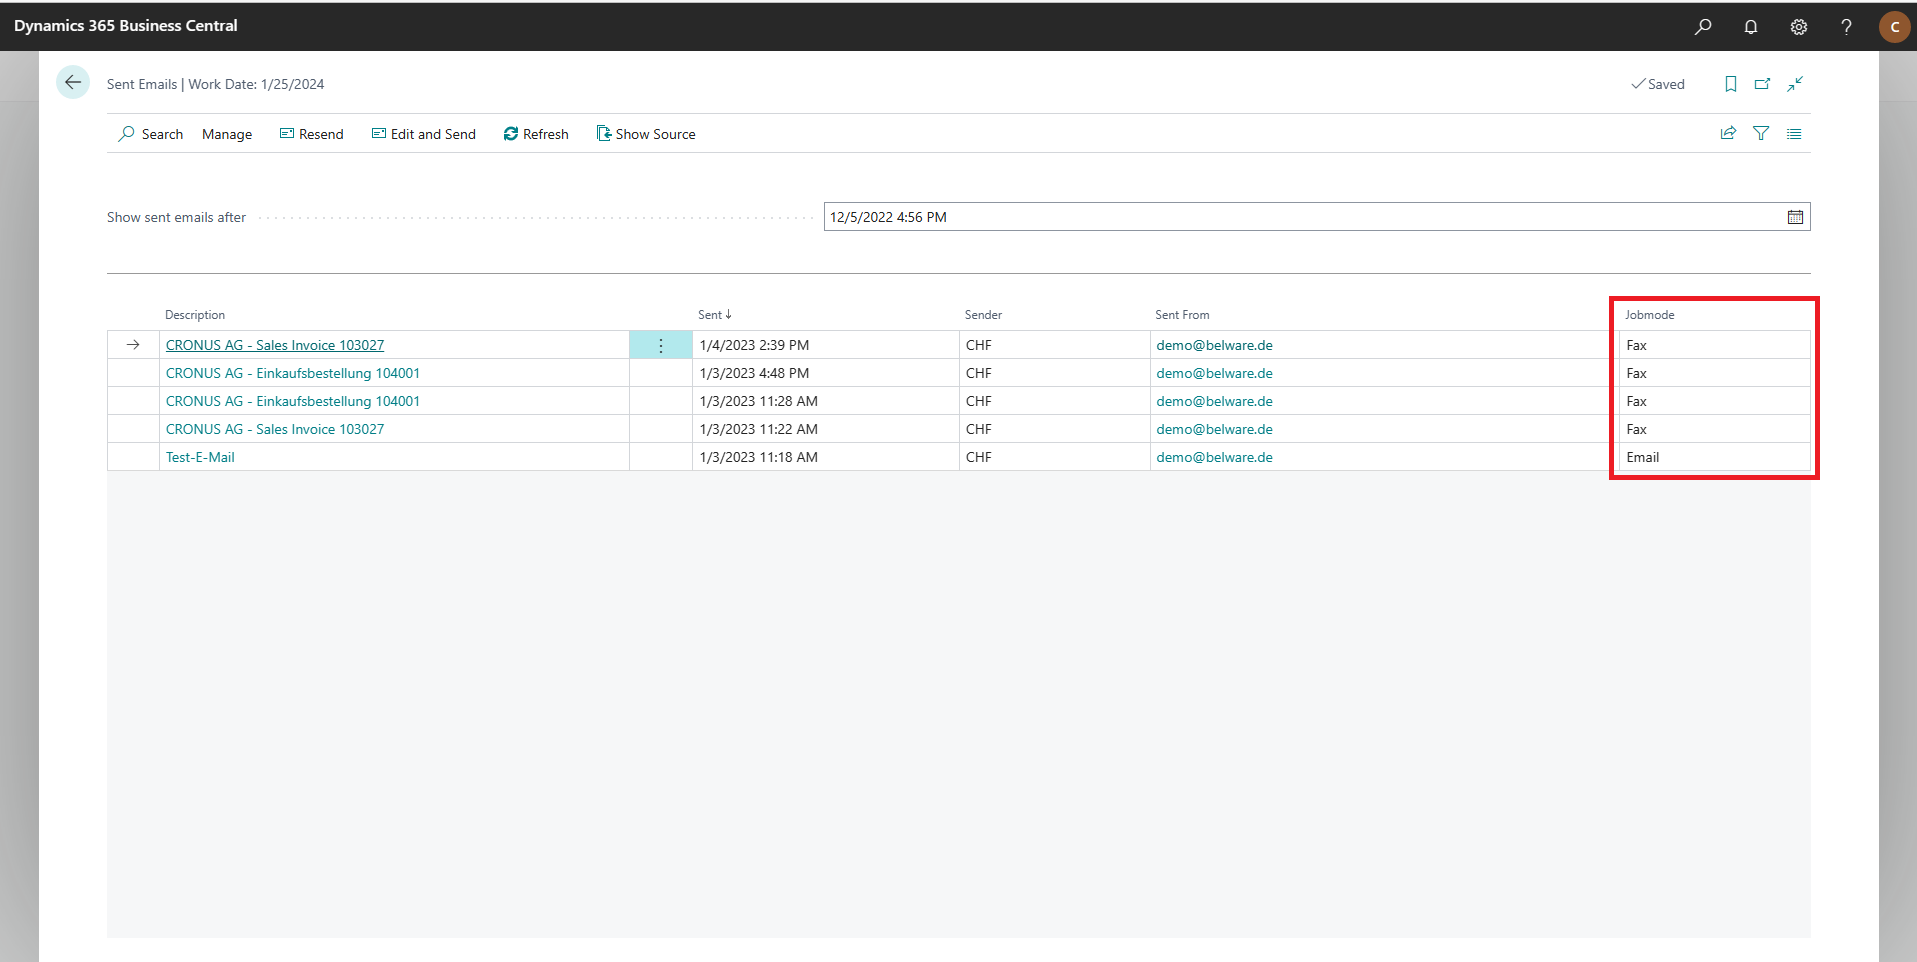 Dynamics 365 Business Central
C
Sent Emails | Work Date: 1/25/2024
Saved
Search Manage Resend Edit and Send Refresh Show Source
Show sent emails after 12/5/2022 4:56 PM
Description Sent Sender Sent From Jobmode
CRONUS AG - Sales Invoice 103027 1/4/2023 2:39 PM CHF demo@belware.de Fax
CRONUS AG - Einkaufsbestellung 104001 1/3/2023 4:48 PM CHF demo@belware.de Fax
CRONUS AG - Einkaufsbestellung 104001 1/3/2023 11:28 AM CHF demo@belware.de Fax
CRONUS AG - Sales Invoice 103027 1/3/2023 11:22 AM CHF demo@belware.de Fax
Test-E-Mail 1/3/2023 11:18 AM CHF demo@belware.de Email